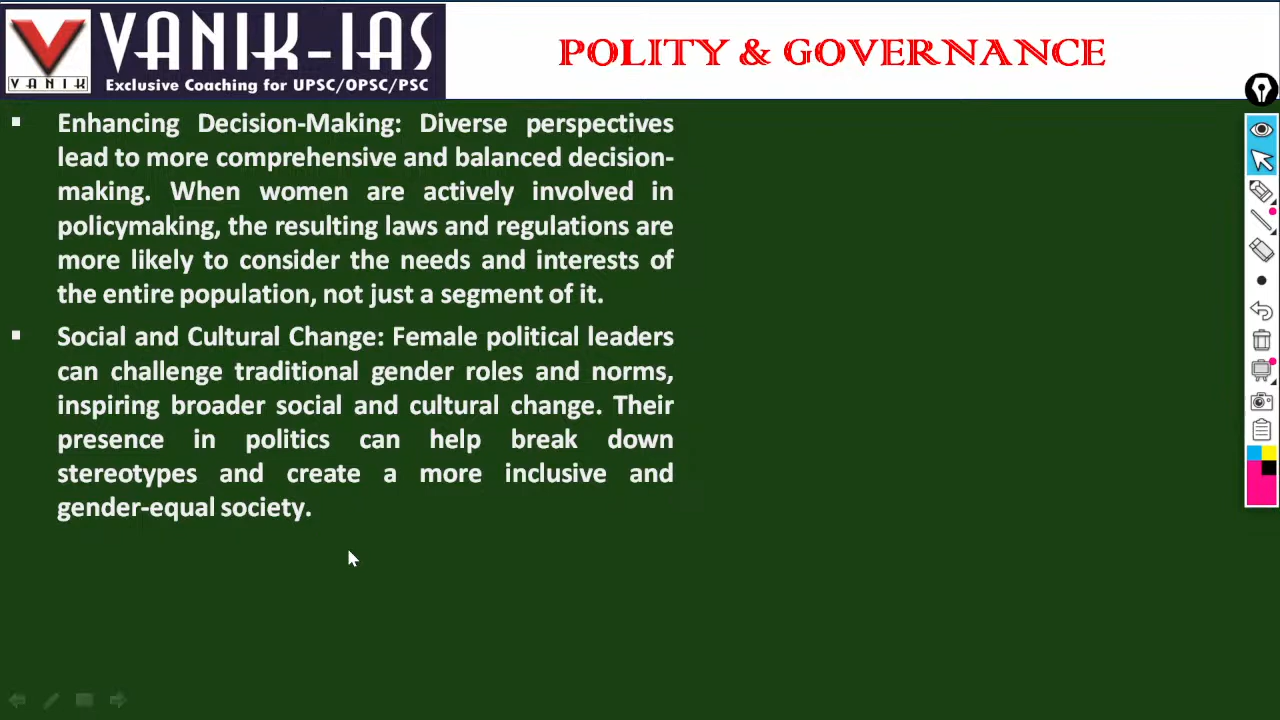 VANIK-IAS
VANIK
Exclusive Coaching for UPSC/OPSC/PSC
POLITY & GOVERNANCE
▪ Enhancing Decision-Making: Diverse perspectives
lead to more comprehensive and balanced decision-
making. When women are actively involved in
policymaking, the resulting laws and regulations are
more likely to consider the needs and interests of
the entire population, not just a segment of it.
▪ Social and Cultural Change: Female political leaders
can challenge traditional gender roles and norms,
inspiring broader social and cultural change. Their
presence in politics can help break down
stereotypes and create a more inclusive and
gender-equal society.